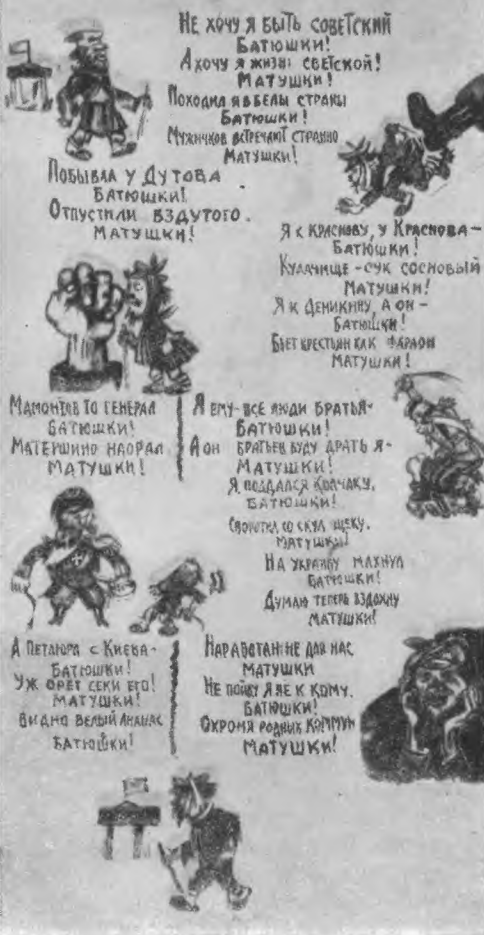 Не хочу я быть советский
Батюшки!
А хочу я жизни светской!
Матушки!
Походил я в белы страны
Батюшки!
Мужичков встречают странно
Матушки!
Побывал у Дутова
Батюшки!
Отпустили вздутого.
Матушки!
Я к Краснову, у Краснова—
Батюшки!
Кулачище — сук сосновый
Матушки!
Я к Деникину, а он—
Батюшки!
Бьет крестьян как фараон
Матушки!
Мамонтов то генерал
Батюшки!
Матершино наорал.
Матушки!
Я ему — все люди братья—
Батюшки!
А он братьев буду драть я—
Матушки!
Я поддался Колчаку.
Батюшки!
Своротил со скул щеку.
Матушки!
На Украину махнул
Батюшки!
Думаю теперь вздохну
Матушки!
А Петлюра с Киева—
Батюшки!
Уж орет секи его!
Матушки!
Видно белый ананас
Батюшки!
Наработан не для нас
Матушки
Не пойду я не к кому.
Батюшки!
Окромя родных коммун
Матушки!